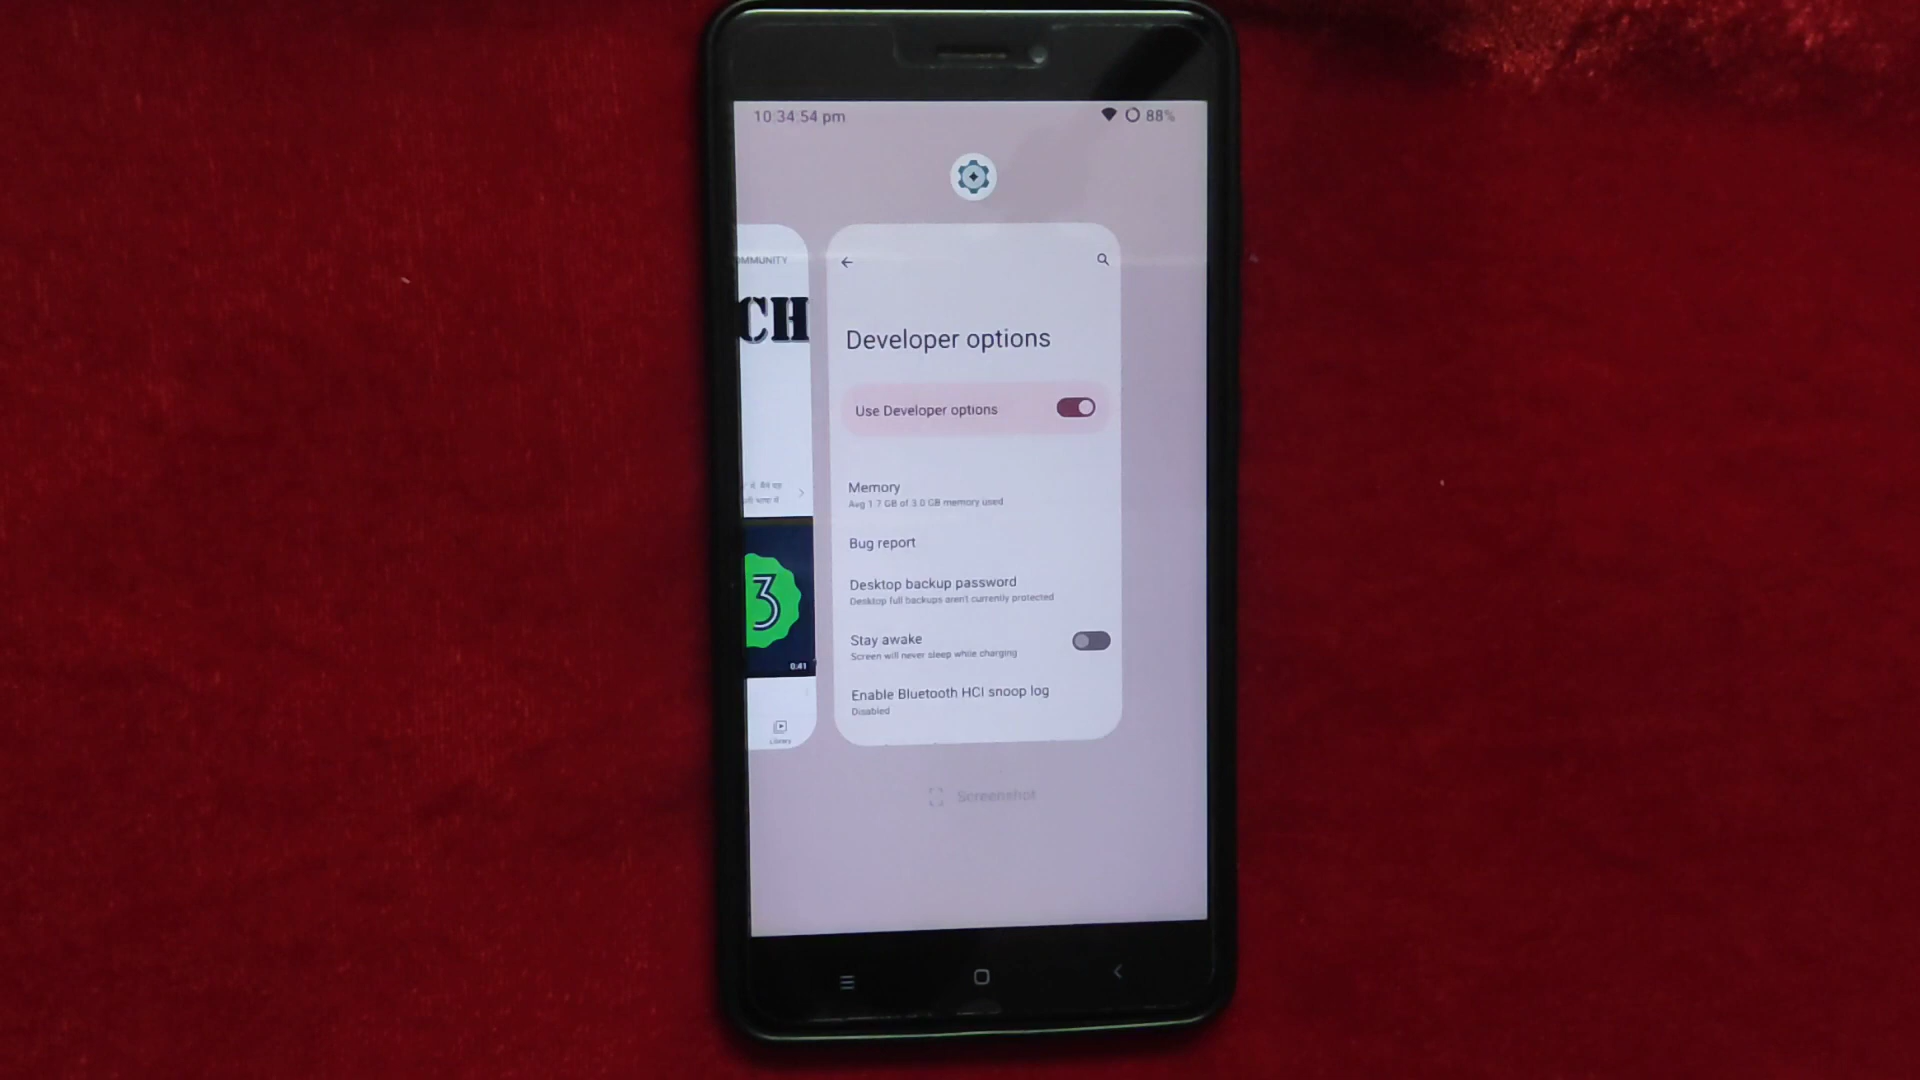 10:34:54 pm
88%
OMMUNITY
CH
3
0:41
Library
Developer options
Use Developer options
Memory
Avg 1.7 GB of 3.0 GB memory used
Bug report
Desktop backup password
Desktop full backups aren't currently protected
Stay awake
Screen will never sleep while charging
Enable Bluetooth HCI snoop log
Disabled
Screenshot